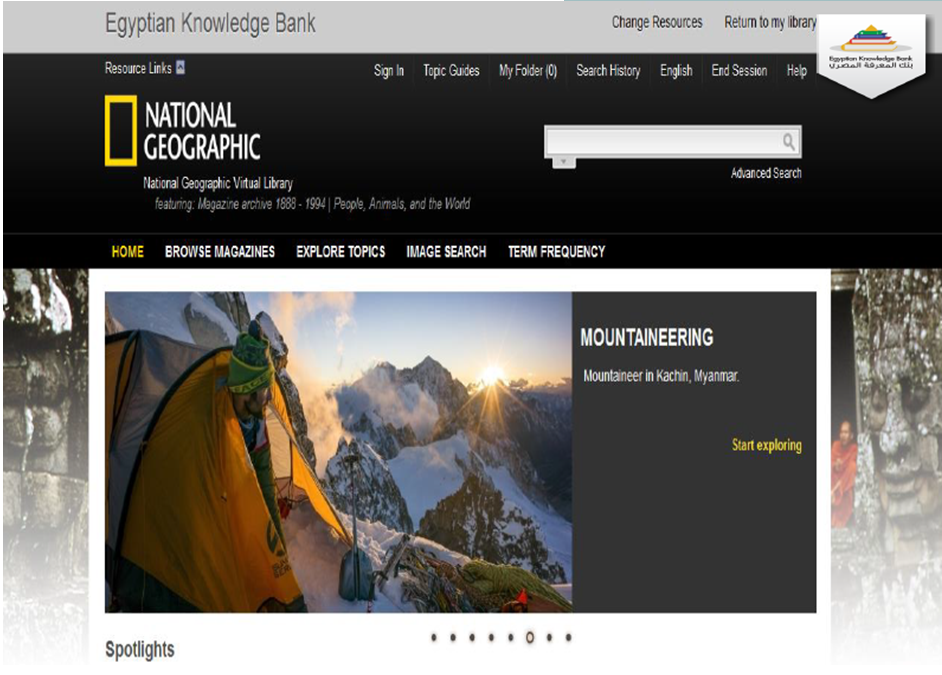 Egyptian Knowledge Bank
Change Resources
Return to my library
Egyptian Knowledge Bank
بنك المعرفة المصري
Resource Links
Sign In
Topic Guides
My Folder (0)
Search History
English
End Session
Help
NATIONAL
GEOGRAPHIC
National Geographic Virtual Library
featuring: Magazine archive 1888 - 1994 | People, Animals, and the World
Advanced Search
HOME
BROWSE MAGAZINES
EXPLORE TOPICS
IMAGE SEARCH
TERM FREQUENCY
MOUNTAINEERING
Mountaineer in Kachin, Myanmar.
Start exploring
Spotlights